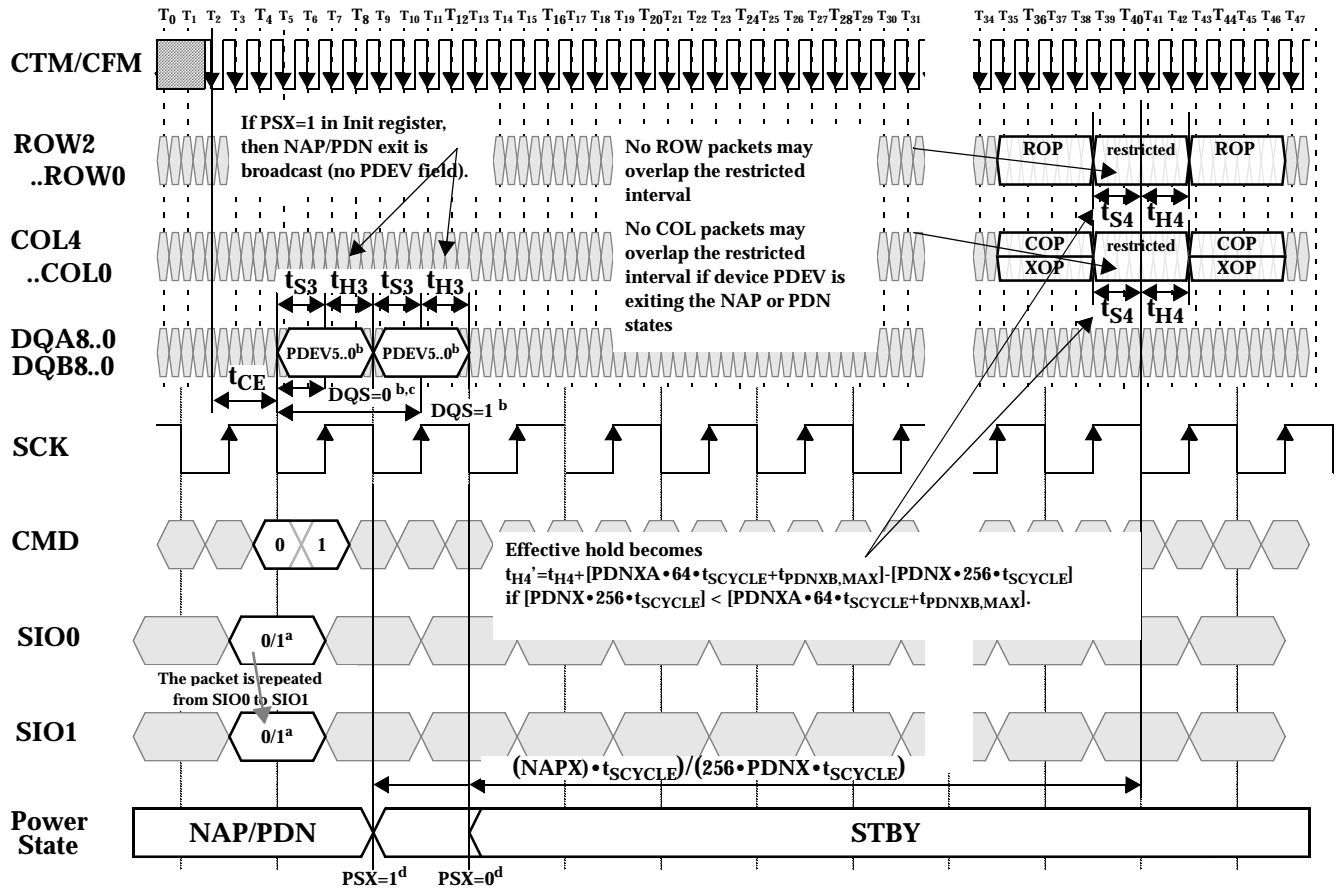 T0 T1 T2 T3 T4 T5 T6 T7 T8 T9 T10 T11 T12 T13 T14 T15 T16 T17 T18 T19 T20 T21 T22 T23 T24 T25 T26 T27 T28 T29 T30 T31 T34 T35 T36 T37 T38 T39 T40 T41 T42 T43 T44 T45 T46 T47
CTM/CFM
If PSX=1 in Init register,
then NAP/PDN exit is
broadcast (no PDEV field).
No ROW packets may
overlap the restricted
interval
ROW2
..ROW0
ROP restricted ROP
tS4 tH4
No COL packets may
overlap the restricted
interval if device PDEV is
exiting the NAP or PDN
states
COL4
..COL0
COP restricted COP
XOP XOP
tS3 tH3 tS3 tH3
tS4 tH4
DQA8..0
DQB8..0
PDEV5..0b PDEV5..0b
tCE
DQS=0 b,c
DQS=1 b
SCK
CMD
0 1
Effective hold becomes
tH4’=tH4+[PDNXA•64•tSCYCLE+tPDNXB,MAX]-[PDNX•256•tSCYCLE]
if [PDNX•256•tSCYCLE] < [PDNXA•64•tSCYCLE+tPDNXB,MAX].
SIO0
0/1a
The packet is repeated
from SIO0 to SIO1
SIO1
0/1a
(NAPX)•tSCYCLE)/(256•PDNX•tSCYCLE)
Power
State
NAP/PDN STBY
PSX=1d PSX=0d